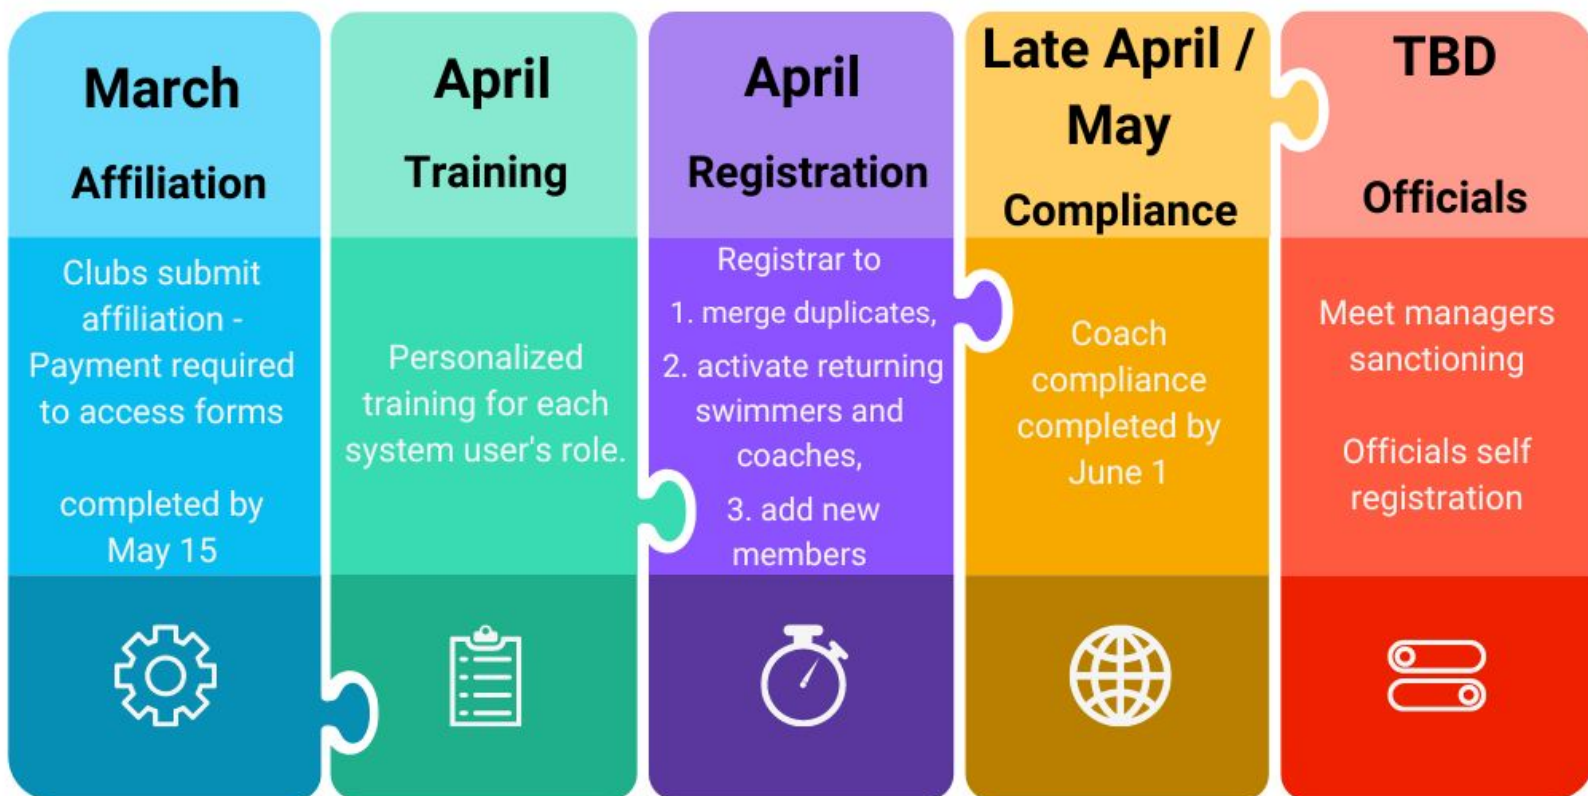 March
Affiliation
Clubs submit
affiliation -
Payment required
to access forms
completed by
May 15
April
Training
Personalized
training for each
system user's role.
April
Registration
Registrar to
1. merge duplicates,
2. activate returning
swimmers and
coaches,
3. add new
members
Late April /
May
Compliance
Coach
compliance
completed by
June 1
TBD
Officials
Meet managers
sanctioning
Officials self
registration